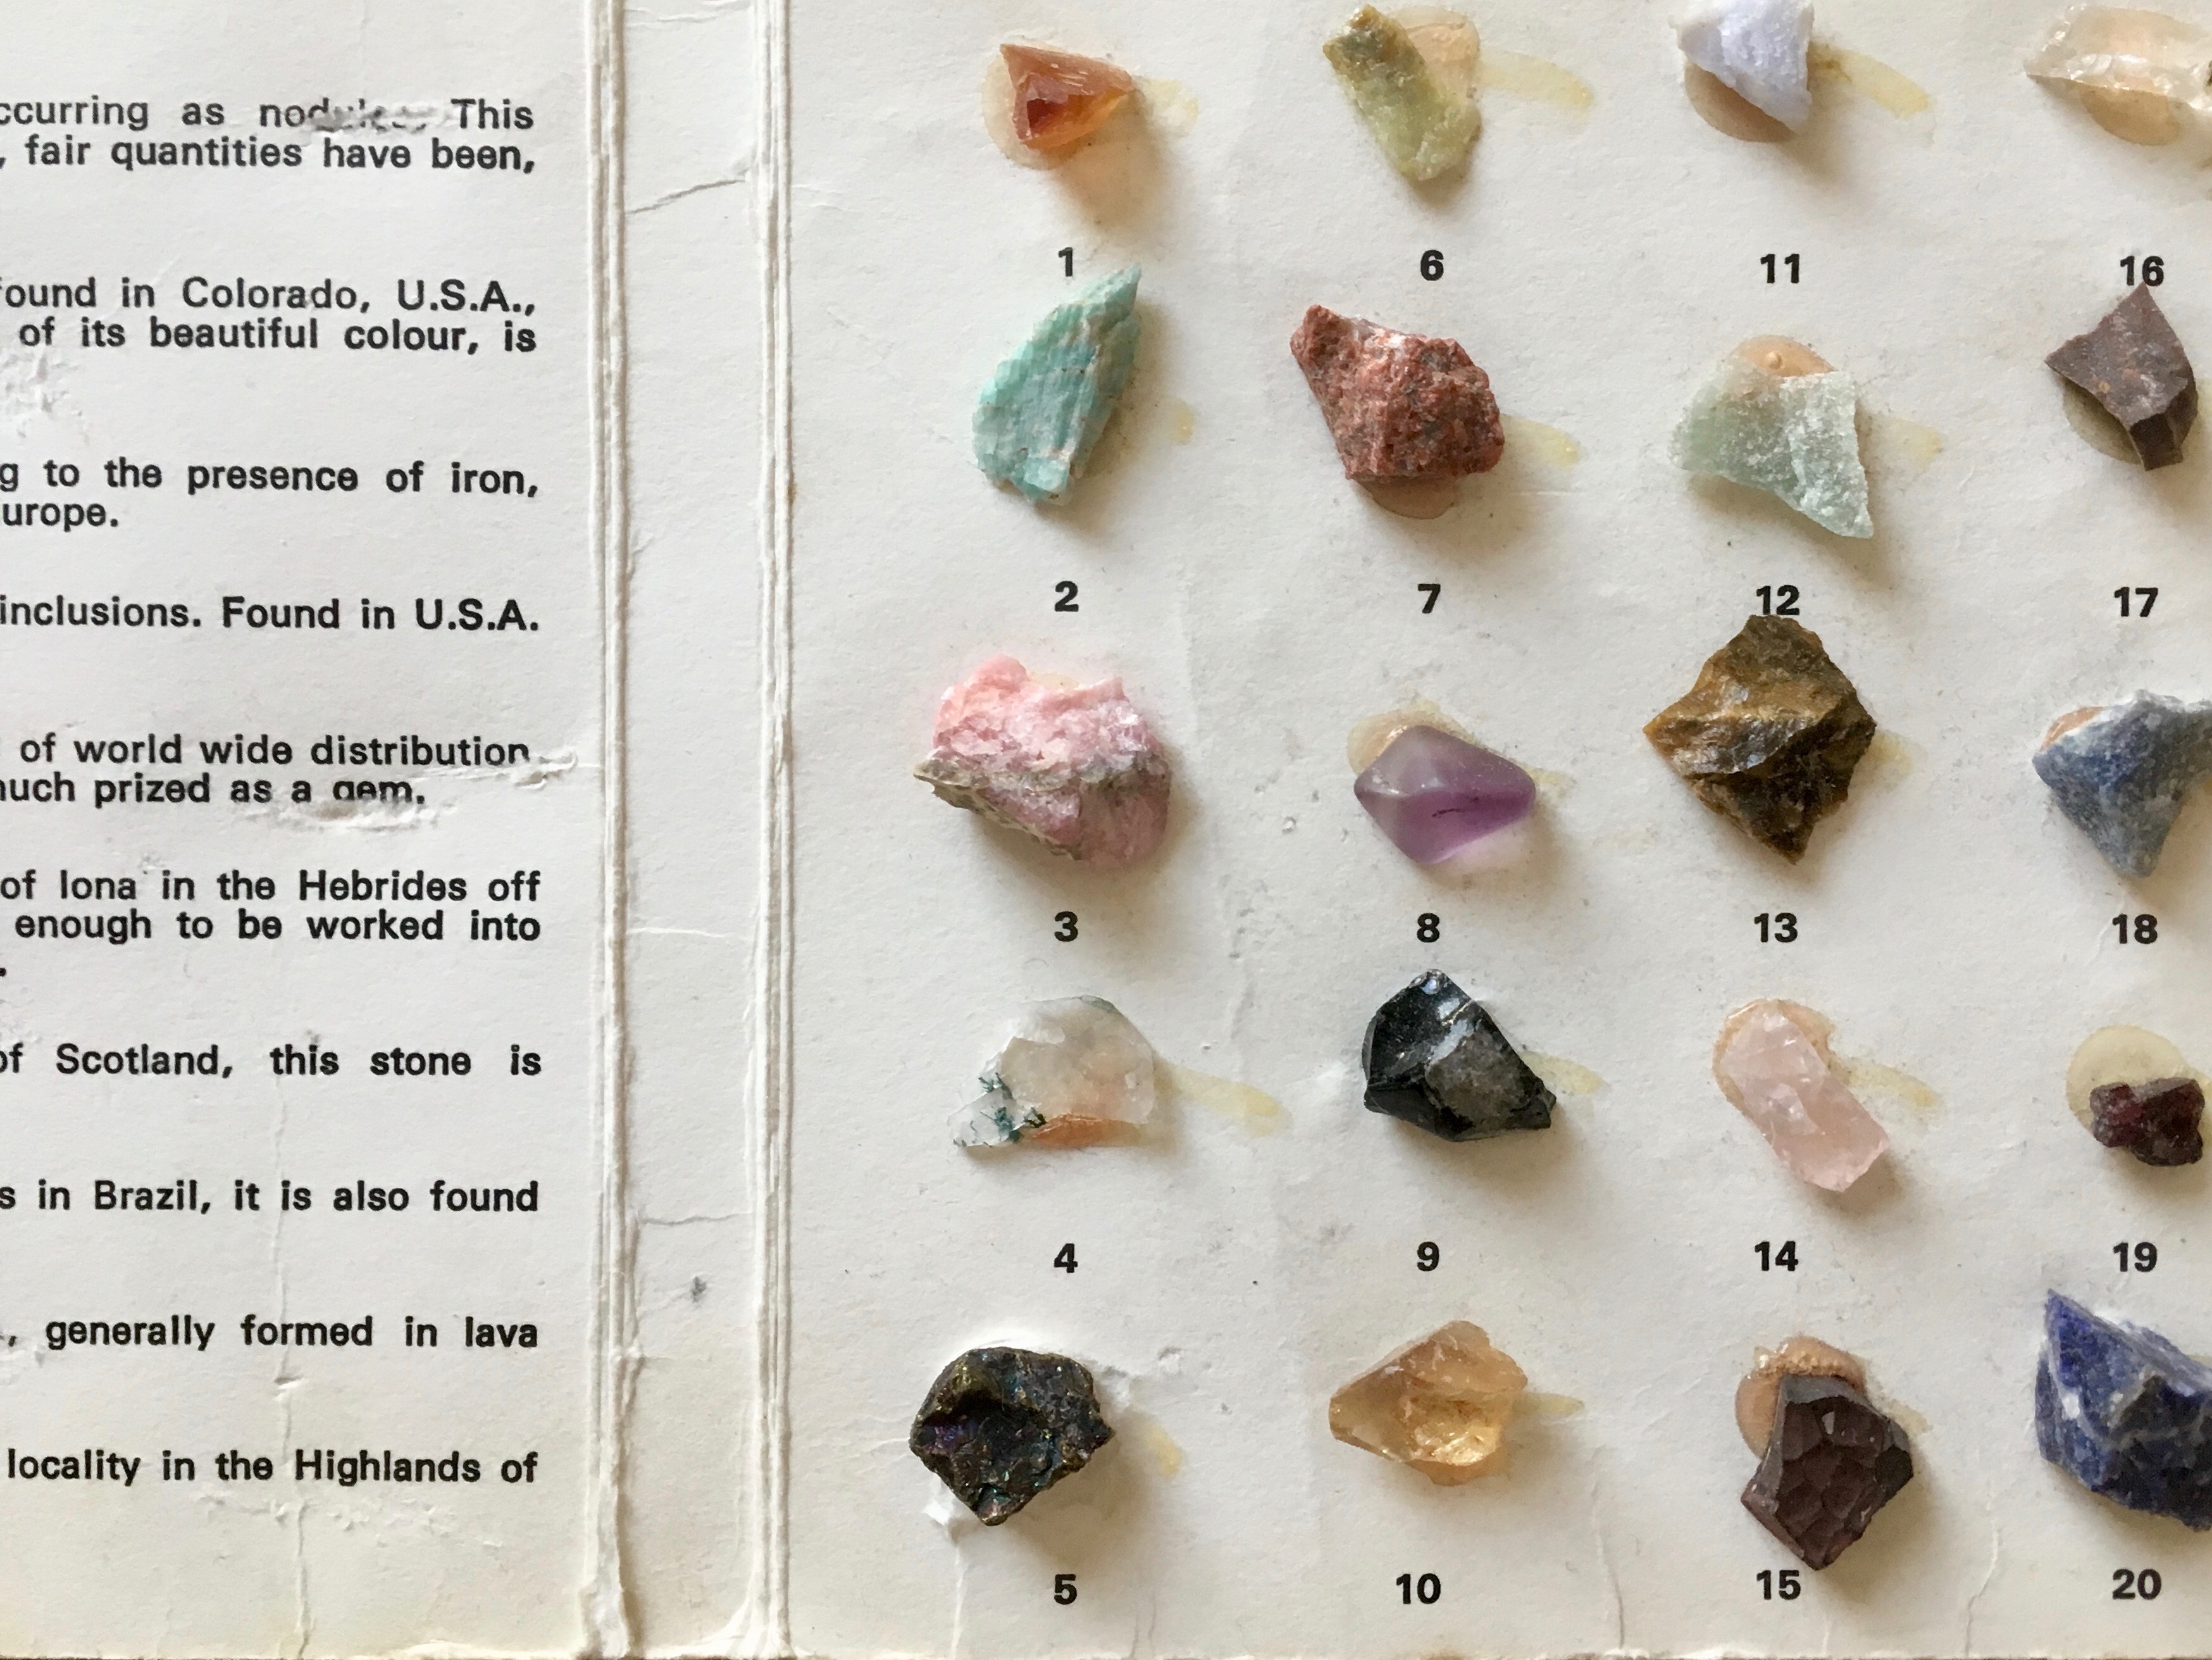 ccurring as nodules. This
, fair quantities have been,
found in Colorado, U.S.A.,
of its beautiful colour, is
g to the presence of iron,
urope.
inclusions. Found in U.S.A.
of world wide distribution
much prized as a gem.
of Iona in the Hebrides off
enough to be worked into
.
of Scotland, this stone is
s in Brazil, it is also found
., generally formed in lava
locality in the Highlands of
1 6 11 16
2 7 12 17
3 8 13 18
4 9 14 19
5 10 15 20